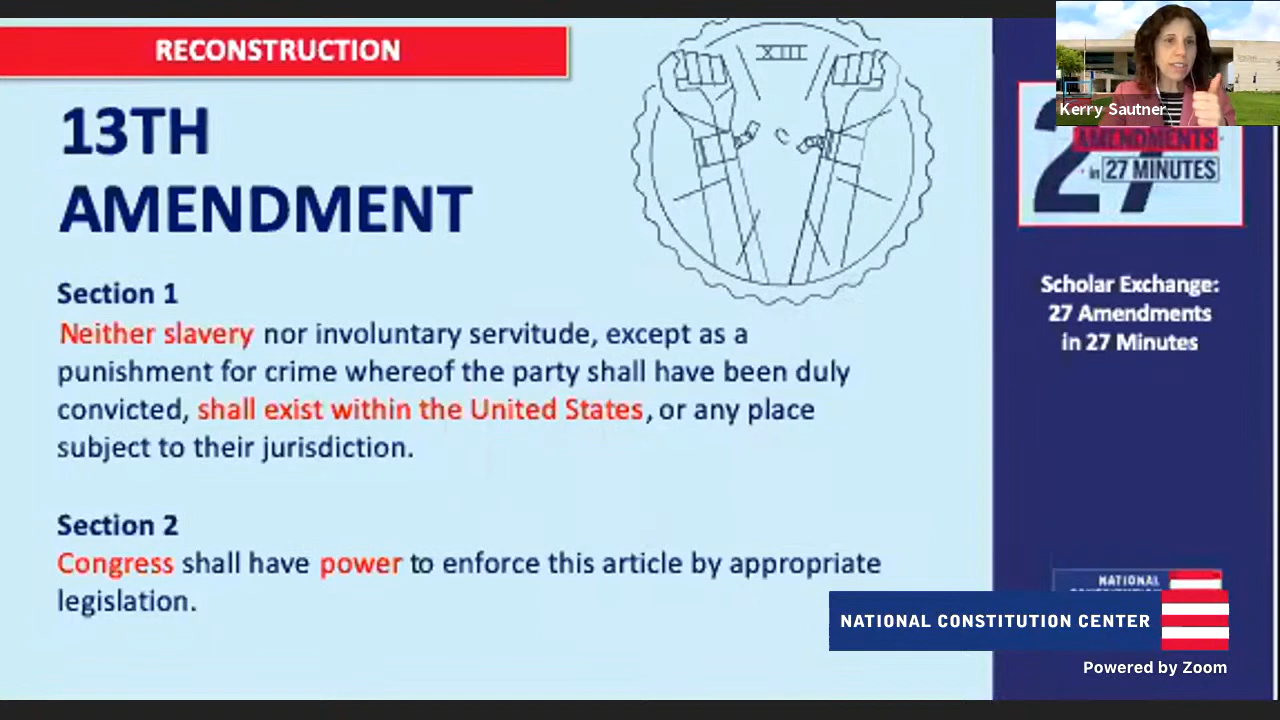 RECONSTRUCTION
XIII
13TH
AMENDMENT
Section 1
Neither slavery nor involuntary servitude, except as a
punishment for crime whereof the party shall have been duly
convicted, shall exist within the United States, or any place
subject to their jurisdiction.
Section 2
Congress shall have power to enforce this article by appropriate
legislation.
Kerry Sautner
27
AMENDMENTS
in 27 MINUTES
Scholar Exchange:
27 Amendments
in 27 Minutes
NATIONAL
NATIONAL CONSTITUTION CENTER
Powered by Zoom